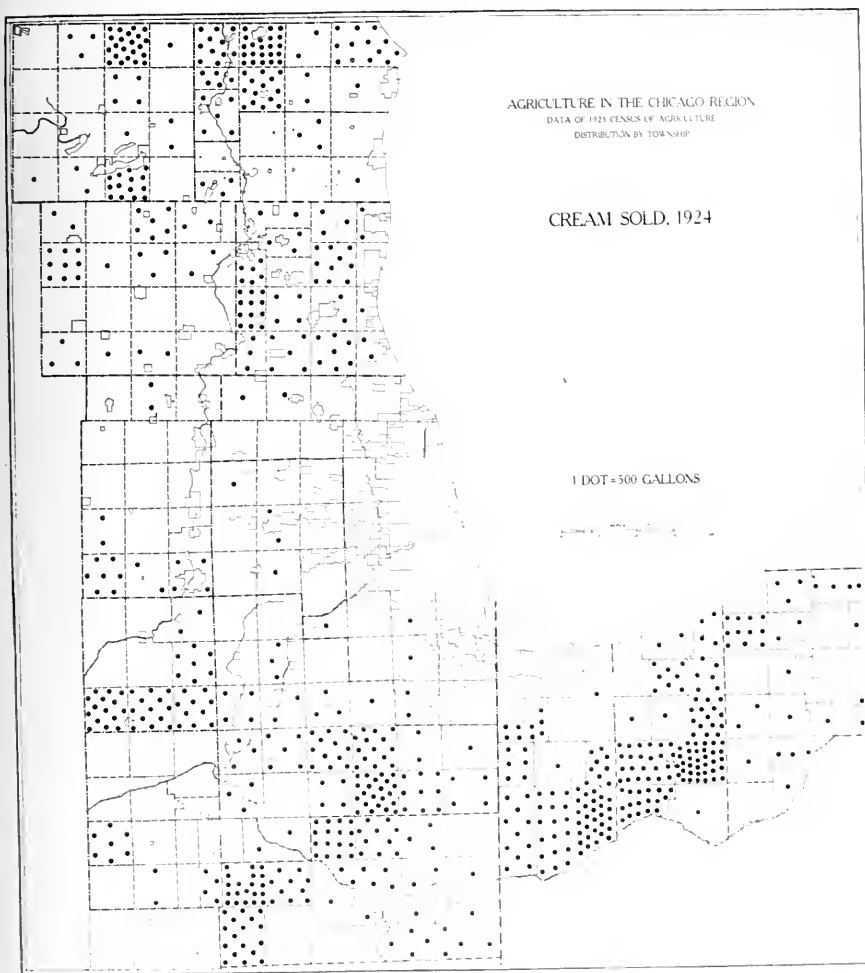 AGRICULTURE IN THE CHICAGO REGION
DATA OF 1925 CENSUS OF AGRICULTURE
DISTRIBUTION BY TOWNSHIP
CREAM SOLD, 1924
1 DOT = 500 GALLONS